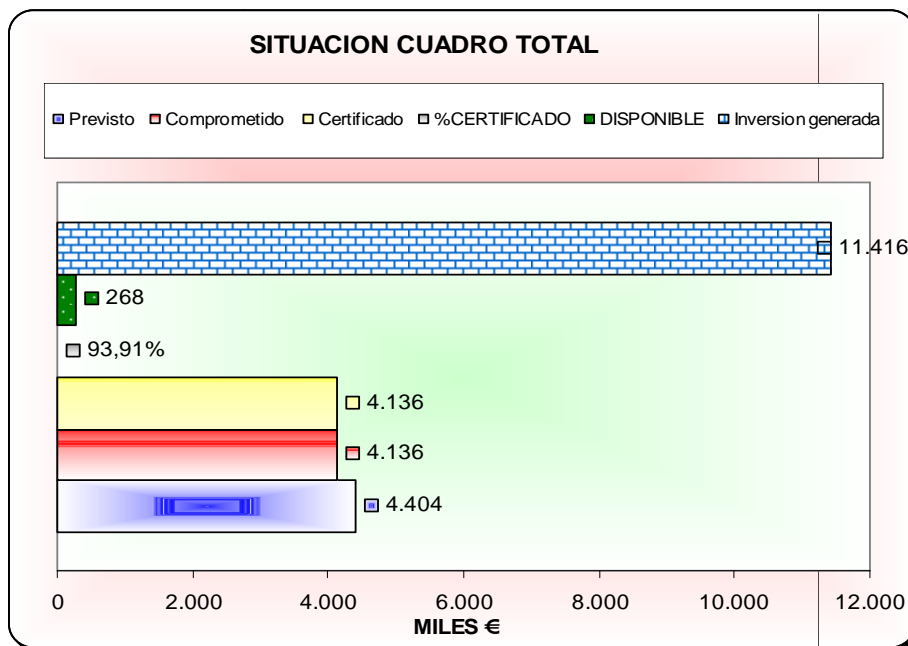 SITUACION CUADRO TOTAL
Previsto Comprometido Certificado %CERTIFICADO DISPONIBLE Inversion generada
11.416
268
93,91%
4.136
4.136
4.404
0 2.000 4.000 6.000 8.000 10.000 12.000
MILES €